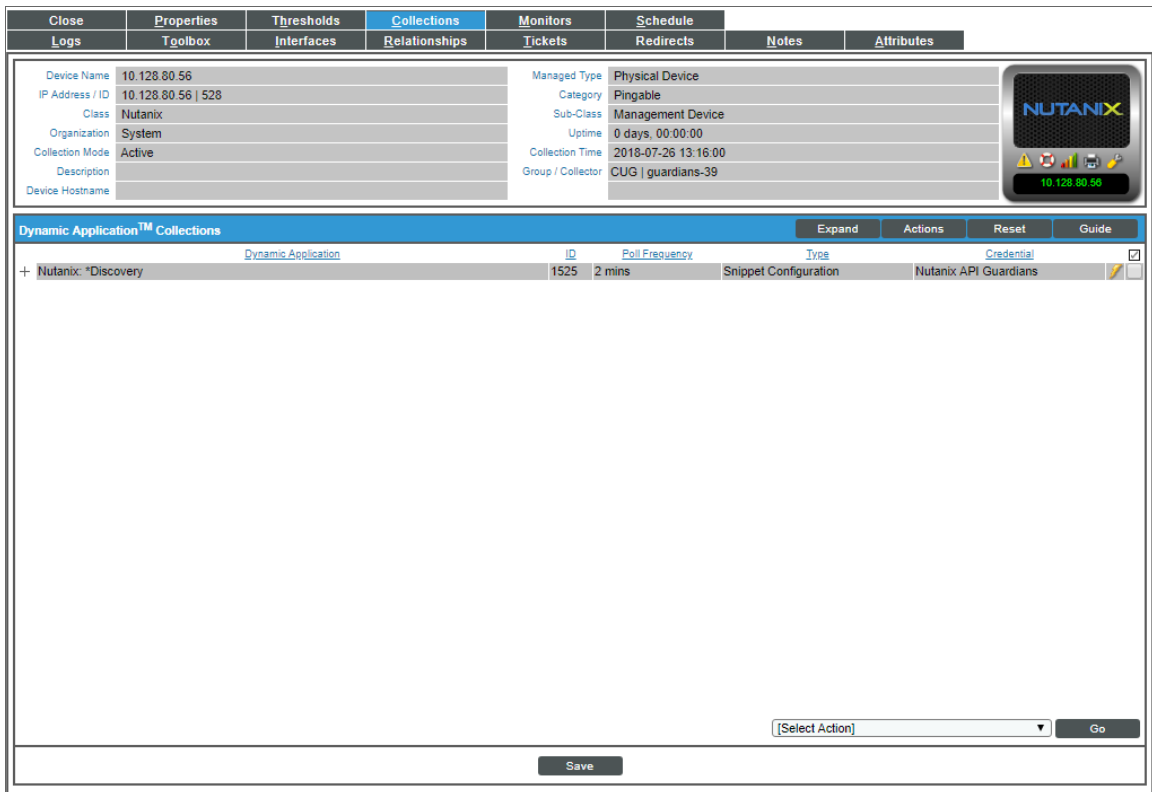 Close Properties Thresholds Collections Monitors Schedule
Logs Toolbox Interfaces Relationships Tickets Redirects Notes Attributes
Device Name 10.128.80.56 Managed Type Physical Device
IP Address / ID 10.128.80.56 | 528 Category Pingable
Class Nutanix Sub-Class Management Device
Organization System Uptime 0 days, 00:00:00
Collection Mode Active Collection Time 2018-07-26 13:16:00
Description Group / Collector CUG | guardians-39
Device Hostname
NUTANIX
10.128.80.56
Dynamic Application™ Collections Expand Actions Reset Guide
Dynamic Application ID Poll Frequency Type Credential
+ Nutanix: *Discovery 1525 2 mins Snippet Configuration Nutanix API Guardians
[Select Action] Go
Save